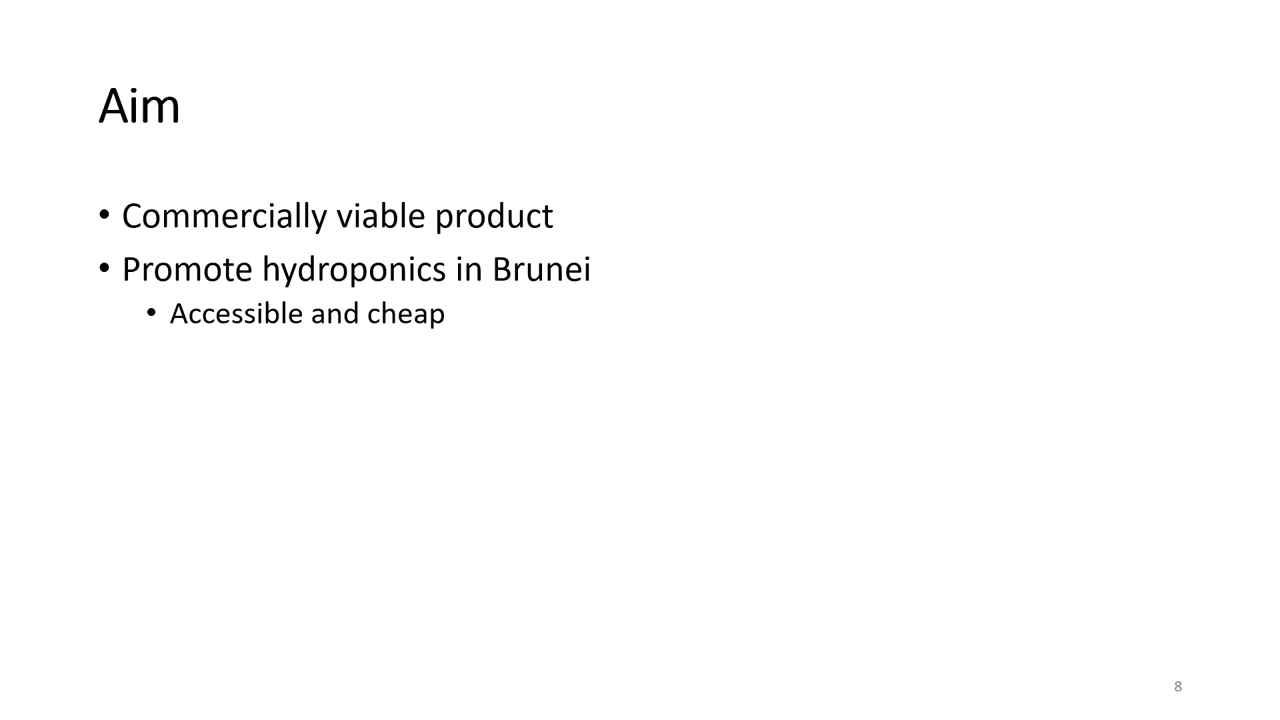 Aim
• Commercially viable product
• Promote hydroponics in Brunei
• Accessible and cheap
8